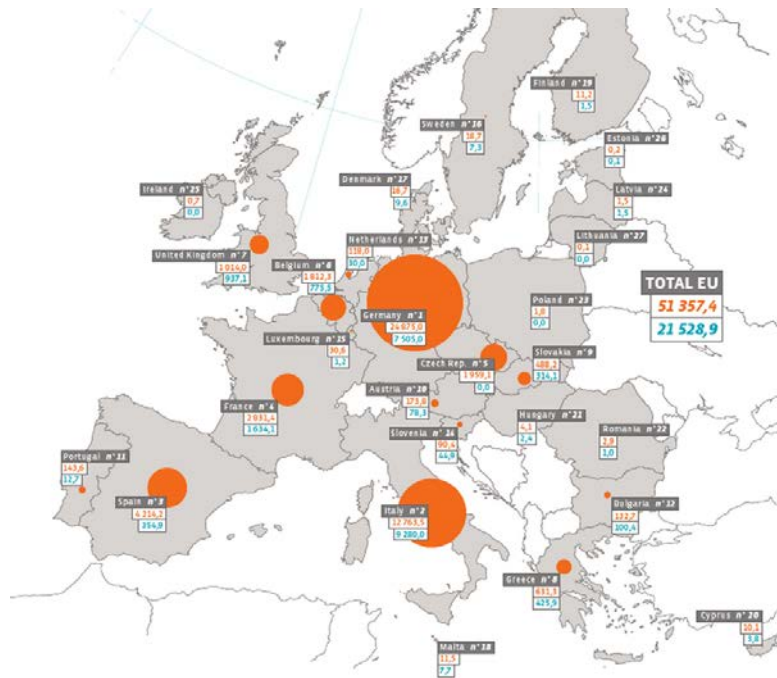 Finland n°19
11,2
1,5
Sweden n°16
18,7
7,3
Estonia n°26
0,2
0,1
Ireland n°25
0,7
0,0
Denmark n°17
16,7
9,6
Latvia n°24
1,5
1,5
Netherlands n°13
118,0
30,0
Lithuania n°27
0,1
0,0
United Kingdom n°7
1 014,0
937,1
Belgium n°6
1 812,3
775,3
TOTAL EU
51 357,4
21 528,9
Poland n°23
1,8
0,0
Germany n°1
24 875,0
7 505,0
Luxembourg n°15
30,6
1,2
Czech Rep. n°5
1 959,1
0,0
Slovakia n°9
488,2
314,1
Austria n°10
173,8
78,3
France n°4
2 831,4
1 634,1
Hungary n°21
4,1
2,4
Slovenia n°14
90,4
44,9
Romania n°22
2,9
1,0
Portugal n°11
143,6
12,7
Spain n°3
4 214,2
354,9
Italy n°2
12 763,5
9 280,0
Bulgaria n°12
132,7
100,4
Greece n°8
631,3
425,9
Cyprus n°20
10,1
3,8
Malta n°18
11,5
7,7